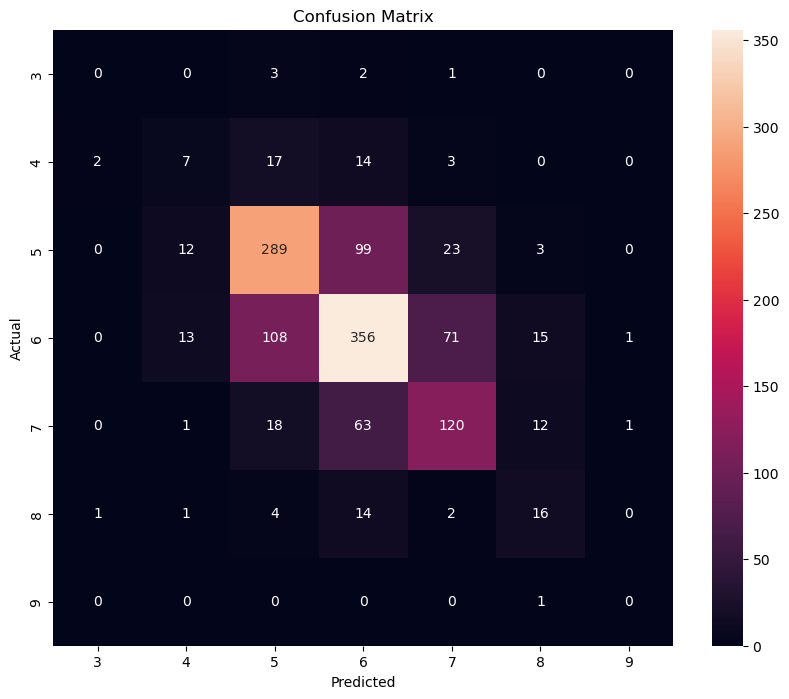 Confusion Matrix
Actual
3 0 0 3 2 1 0 0
4 2 7 17 14 3 0 0
5 0 12 289 99 23 3 0
6 0 13 108 356 71 15 1
7 0 1 18 63 120 12 1
8 1 1 4 14 2 16 0
9 0 0 0 0 0 1 0
3 4 5 6 7 8 9
Predicted
350
300
250
200
150
100
50
0